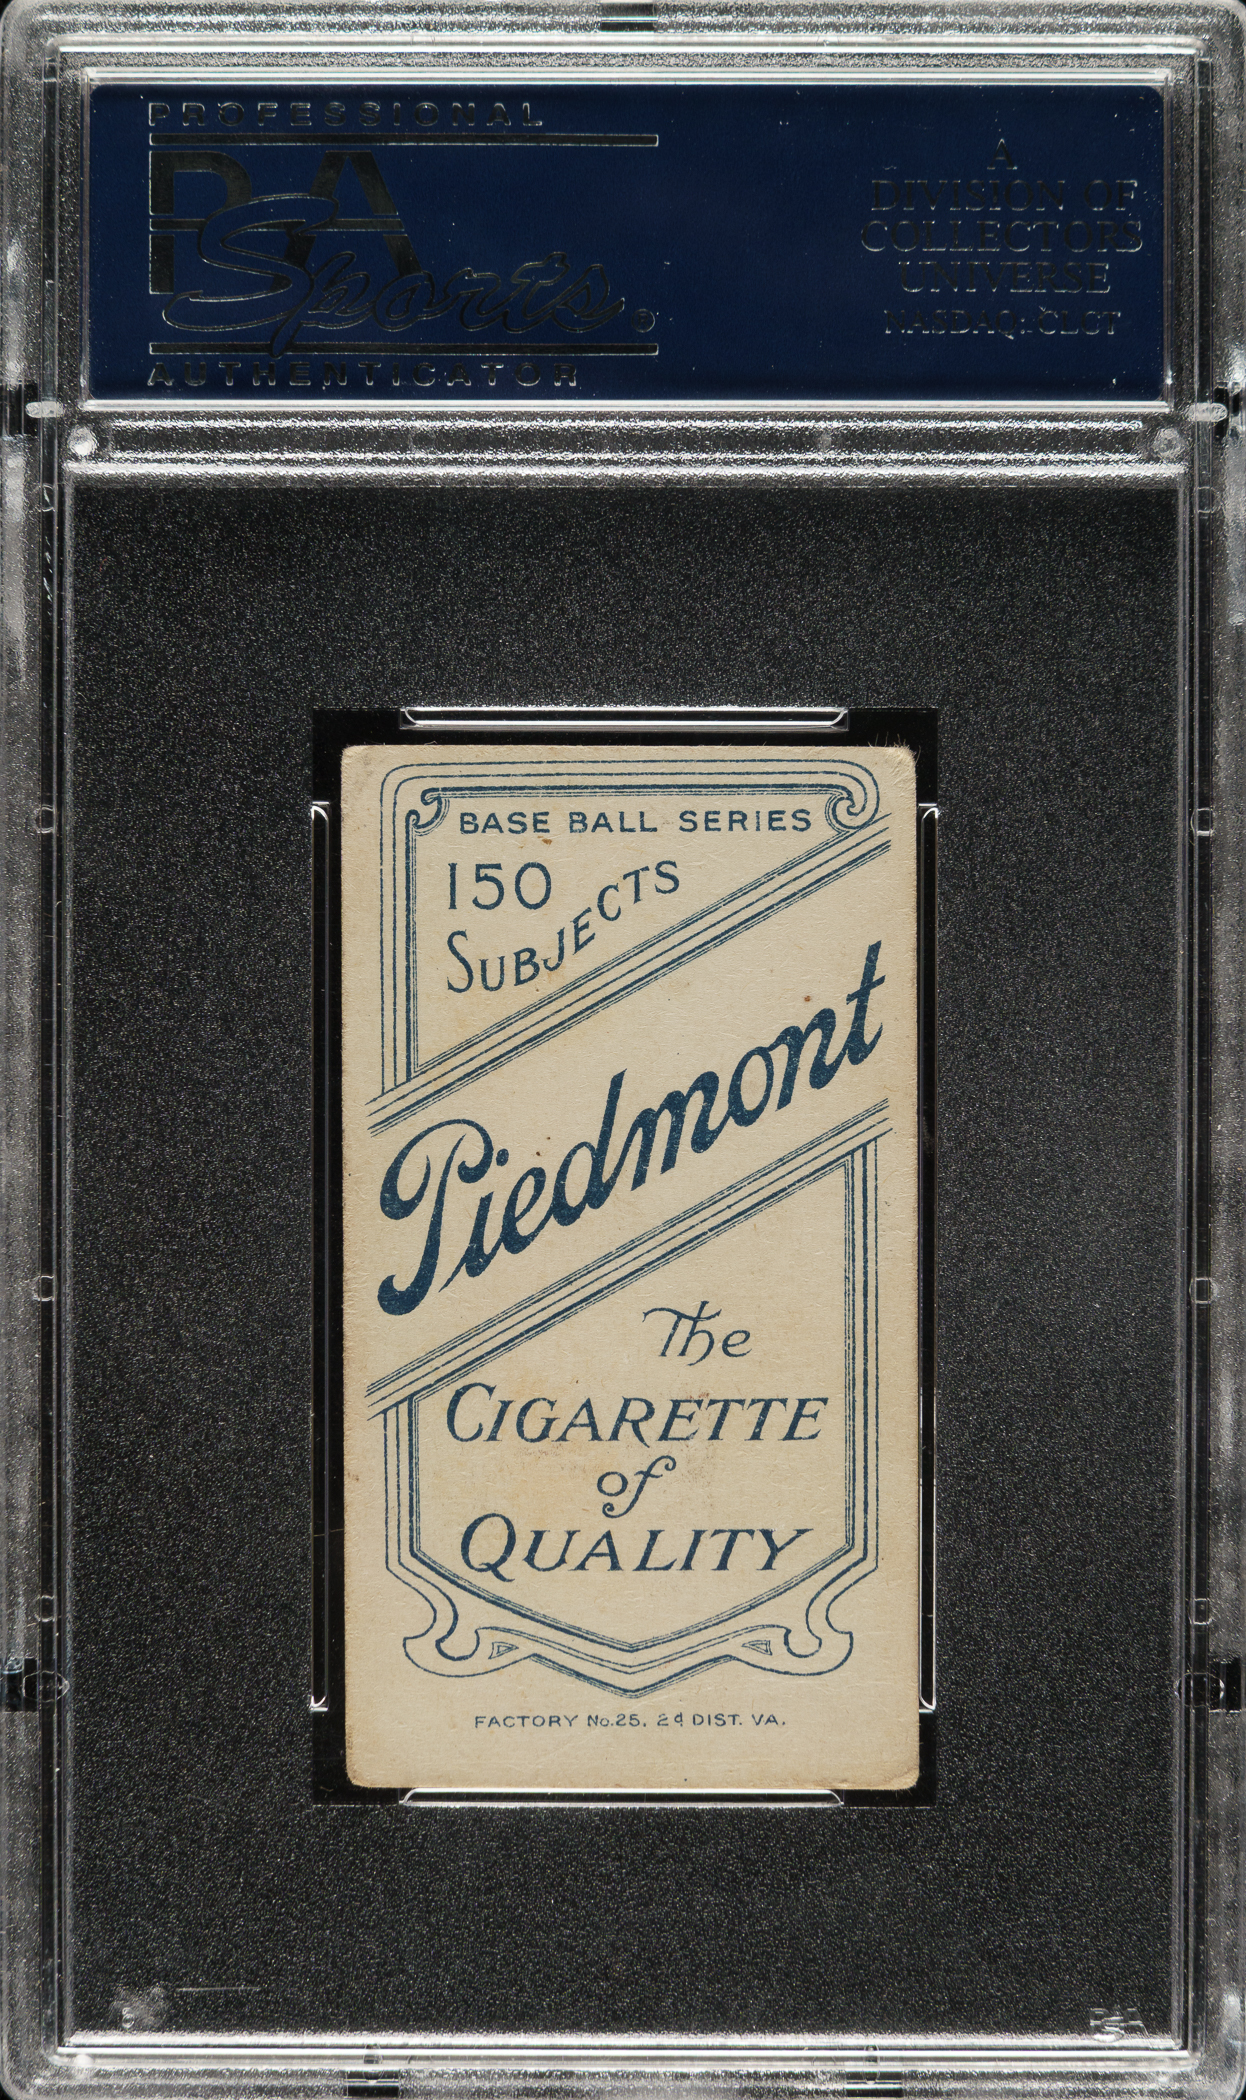 PROFESSIONAL
PSA
Sports®
AUTHENTICATOR
A
DIVISION OF
COLLECTORS
UNIVERSE
NASDAQ: CLCT
BASE BALL SERIES
150
SUBJECTS
Piedmont
The
CIGARETTE
of
QUALITY
FACTORY No. 25. 2d DIST. VA.
PSA